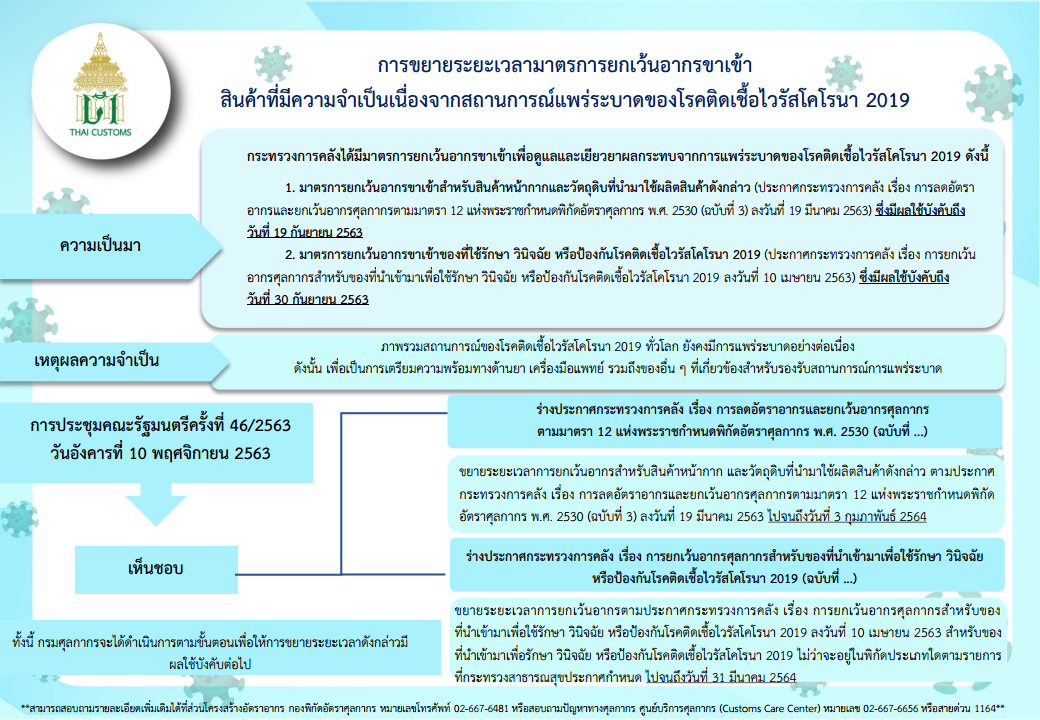 การขยายระยะเวลามาตรการยกเว้นอากรขาเข้า
สินค้าที่มีความจำเป็นเนื่องจากสถานการณ์แพร่ระบาดของโรคติดเชื้อไวรัสโคโรนา 2019
THAI CUSTOMS
กระทรวงการคลังได้มีมาตรการยกเว้นอากรขาเข้าเพื่อดูแลและเยียวยาผลกระทบจากการแพร่ระบาดของโรคติดเชื้อไวรัสโคโรนา 2019 ดังนี้
1. มาตรการยกเว้นอากรขาเข้าสำหรับสินค้าหน้ากากและวัตถุดิบที่นำมาใช้ผลิตสินค้าดังกล่าว (ประกาศกระทรวงการคลัง เรื่อง การลดอัตรา
อากรและยกเว้นอากรศุลกากรตามมาตรา 12 แห่งพระราชกำหนดพิกัดอัตราศุลกากร พ.ศ. 2530 (ฉบับที่ 3) ลงวันที่ 19 มีนาคม 2563) ซึ่งมีผลใช้บังคับถึง
วันที่ 19 กันยายน 2563
2. มาตรการยกเว้นอากรขาเข้าของที่ใช้รักษา วินิจฉัย หรือป้องกันโรคติดเชื้อไวรัสโคโรนา 2019 (ประกาศกระทรวงการคลัง เรื่อง การยกเว้น
อากรศุลกากรสำหรับของที่นำเข้ามาเพื่อใช้รักษา วินิจฉัย หรือป้องกันโรคติดเชื้อไวรัสโคโรนา 2019 ลงวันที่ 10 เมษายน 2563) ซึ่งมีผลใช้บังคับถึง
วันที่ 30 กันยายน 2563
ความเป็นมา
เหตุผลความจำเป็น
ภาพรวมสถานการณ์ของโรคติดเชื้อไวรัสโคโรนา 2019 ทั่วโลก ยังคงมีการแพร่ระบาดอย่างต่อเนื่อง
ดังนั้น เพื่อเป็นการเตรียมความพร้อมทางด้านยา เครื่องมือแพทย์ รวมถึงของอื่น ๆ ที่เกี่ยวข้องสำหรับรองรับสถานการณ์การแพร่ระบาด
การประชุมคณะรัฐมนตรีครั้งที่ 46/2563
วันอังคารที่ 10 พฤศจิกายน 2563
เห็นชอบ
ร่างประกาศกระทรวงการคลัง เรื่อง การลดอัตราอากรและยกเว้นอากรศุลกากร
ตามมาตรา 12 แห่งพระราชกำหนดพิกัดอัตราศุลกากร พ.ศ. 2530 (ฉบับที่ ...)
ขยายระยะเวลาการยกเว้นอากรสำหรับสินค้าหน้ากาก และวัตถุดิบที่นำมาใช้ผลิตสินค้าดังกล่าว ตามประกาศ
กระทรวงการคลัง เรื่อง การลดอัตราอากรและยกเว้นอากรศุลกากรตามมาตรา 12 แห่งพระราชกำหนดพิกัด
อัตราศุลกากร พ.ศ. 2530 (ฉบับที่ 3) ลงวันที่ 19 มีนาคม 2563 ไปจนถึงวันที่ 3 กุมภาพันธ์ 2564
ร่างประกาศกระทรวงการคลัง เรื่อง การยกเว้นอากรศุลกากรสำหรับของที่นำเข้ามาเพื่อใช้รักษา วินิจฉัย
หรือป้องกันโรคติดเชื้อไวรัสโคโรนา 2019 (ฉบับที่ ...)
ขยายระยะเวลาการยกเว้นอากรตามประกาศกระทรวงการคลัง เรื่อง การยกเว้นอากรศุลกากรสำหรับของ
ที่นำเข้ามาเพื่อใช้รักษา วินิจฉัย หรือป้องกันโรคติดเชื้อไวรัสโคโรนา 2019 ลงวันที่ 10 เมษายน 2563 สำหรับของ
ที่นำเข้ามาเพื่อรักษา วินิจฉัย หรือป้องกันโรคติดเชื้อไวรัสโคโรนา 2019 ไม่ว่าจะอยู่ในพิกัดประเภทใดตามรายการ
ที่กระทรวงสาธารณสุขประกาศกำหนด ไปจนถึงวันที่ 31 มีนาคม 2564
ทั้งนี้ กรมศุลกากรจะได้ดำเนินการตามขั้นตอนเพื่อให้การขยายระยะเวลาดังกล่าวมี
ผลใช้บังคับต่อไป
**สามารถสอบถามรายละเอียดเพิ่มเติมได้ที่ส่วนโครงสร้างอัตราอากร กองพิกัดอัตราศุลกากร หมายเลขโทรศัพท์ 02-667-6481 หรือสอบถามปัญหาทางศุลกากร ศูนย์บริการศุลกากร (Customs Care Center) หมายเลข 02-667-6656 หรือสายด่วน 1164**